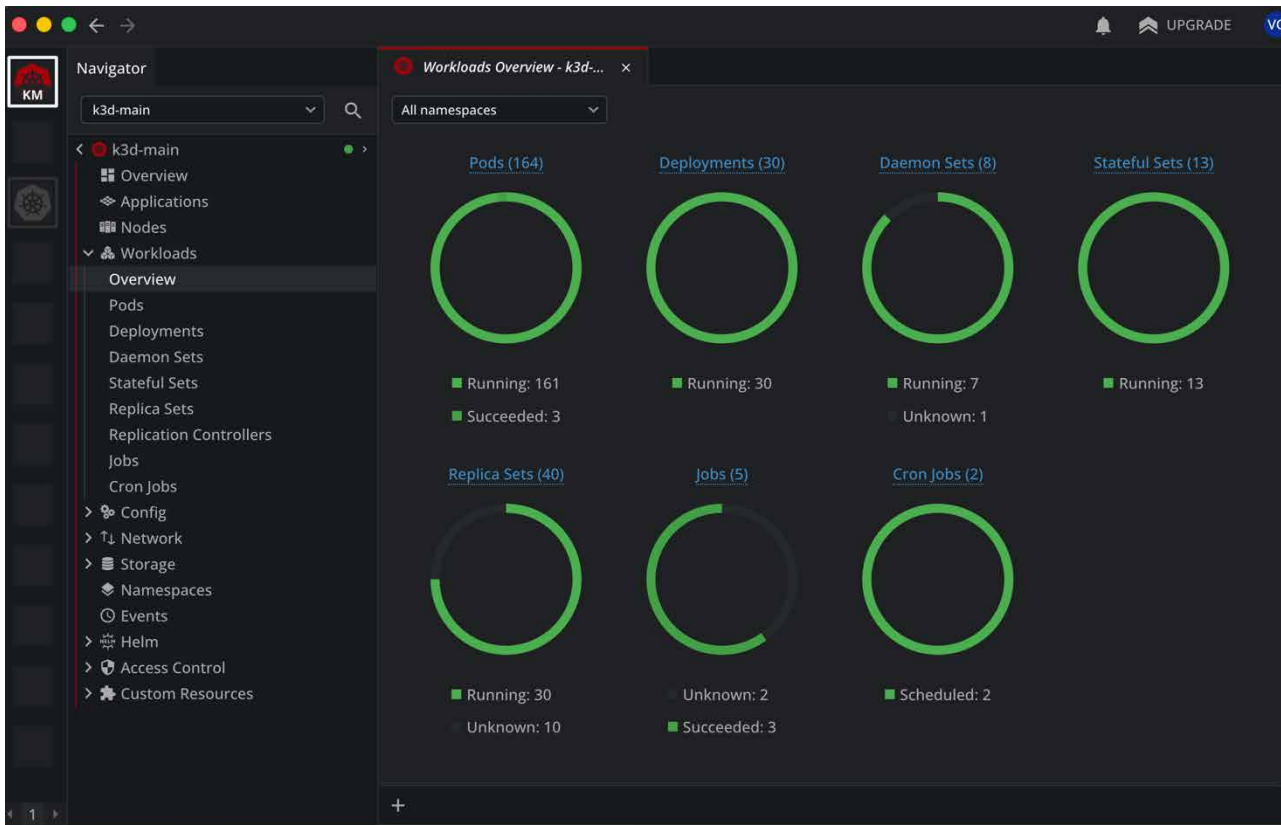 UPGRADE
VC
KM
Navigator
Workloads Overview - k3d-...
k3d-main
All namespaces
k3d-main
Overview
Applications
Nodes
Workloads
Overview
Pods
Deployments
Daemon Sets
Stateful Sets
Replica Sets
Replication Controllers
Jobs
Cron Jobs
Config
Network
Storage
Namespaces
Events
HELM
Helm
Access Control
Custom Resources
1
Pods (164)
Running: 161
Succeeded: 3
Deployments (30)
Running: 30
Daemon Sets (8)
Running: 7
Unknown: 1
Stateful Sets (13)
Running: 13
Replica Sets (40)
Running: 30
Unknown: 10
Jobs (5)
Unknown: 2
Succeeded: 3
Cron Jobs (2)
Scheduled: 2